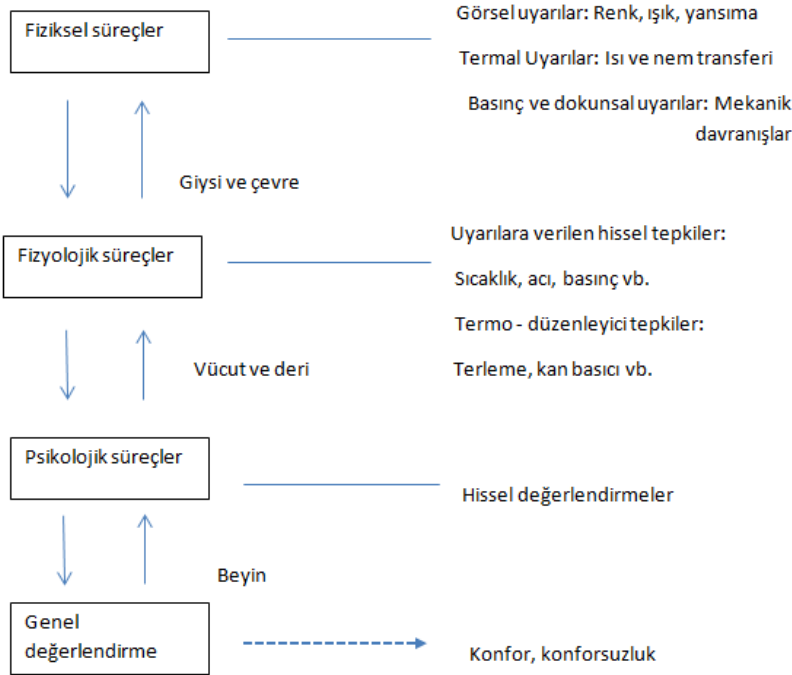 Fiziksel süreçler
Görsel uyarılar: Renk, ışık, yansıma
Termal Uyarılar: Isı ve nem transferi
Basınç ve dokunsal uyarılar: Mekanik
davranışlar
Giysi ve çevre
Fizyolojik süreçler
Uyarılara verilen hissel tepkiler:
Sıcaklık, acı, basınç vb.
Termo - düzenleyici tepkiler:
Terleme, kan basıcı vb.
Vücut ve deri
Psikolojik süreçler
Hissel değerlendirmeler
Beyin
Genel
değerlendirme
Konfor, konforsuzluk